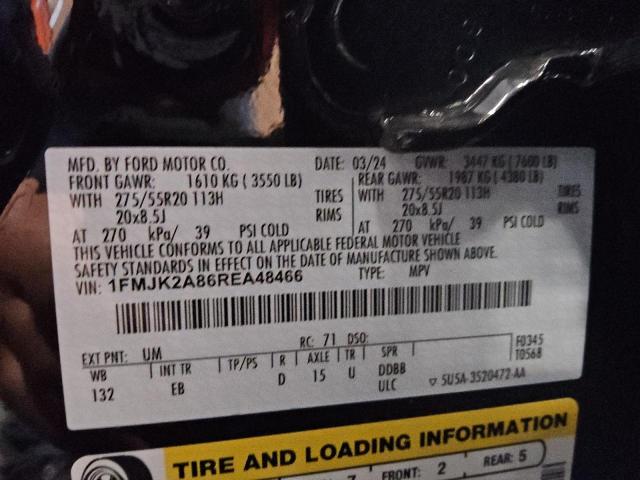 MFD. BY FORD MOTOR CO. DATE: 03/24 GVWR: 3447 KG ( 7600 LB)
FRONT GAWR: 1610 KG ( 3550 LB) REAR GAWR: 1987 KG ( 4380 LB)
WITH 275/55R20 113H TIRES WITH 275/55R20 113H TIRES
20x8.5J RIMS 20x8.5J RIMS
AT 270 kPa/ 39 PSI COLD AT 270 kPa/ 39 PSI COLD
THIS VEHICLE CONFORMS TO ALL APPLICABLE FEDERAL MOTOR VEHICLE
SAFETY STANDARDS IN EFFECT ON THE DATE OF MANUFACTURE SHOWN ABOVE.
VIN: 1FMJK2A86REA48466 TYPE: MPV
EXT PNT: UM RC: 71 DSO: F0345
WB INT TR TP/PS R AXLE TR SPR T0568
132 EB D 15 U DDBB
ULC ▽ 5U5A-3520472-AA
TIRE AND LOADING INFORMATION
7 FRONT: 2 REAR: 5